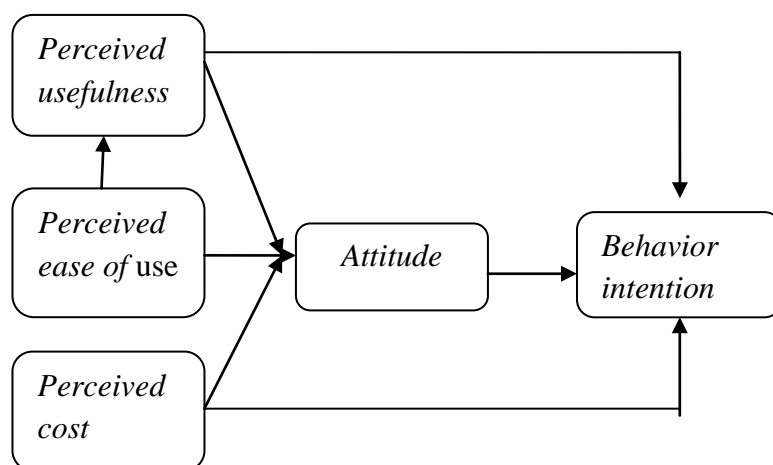 Perceived
usefulness
Perceived
ease of use
Attitude
Behavior
intention
Perceived
cost